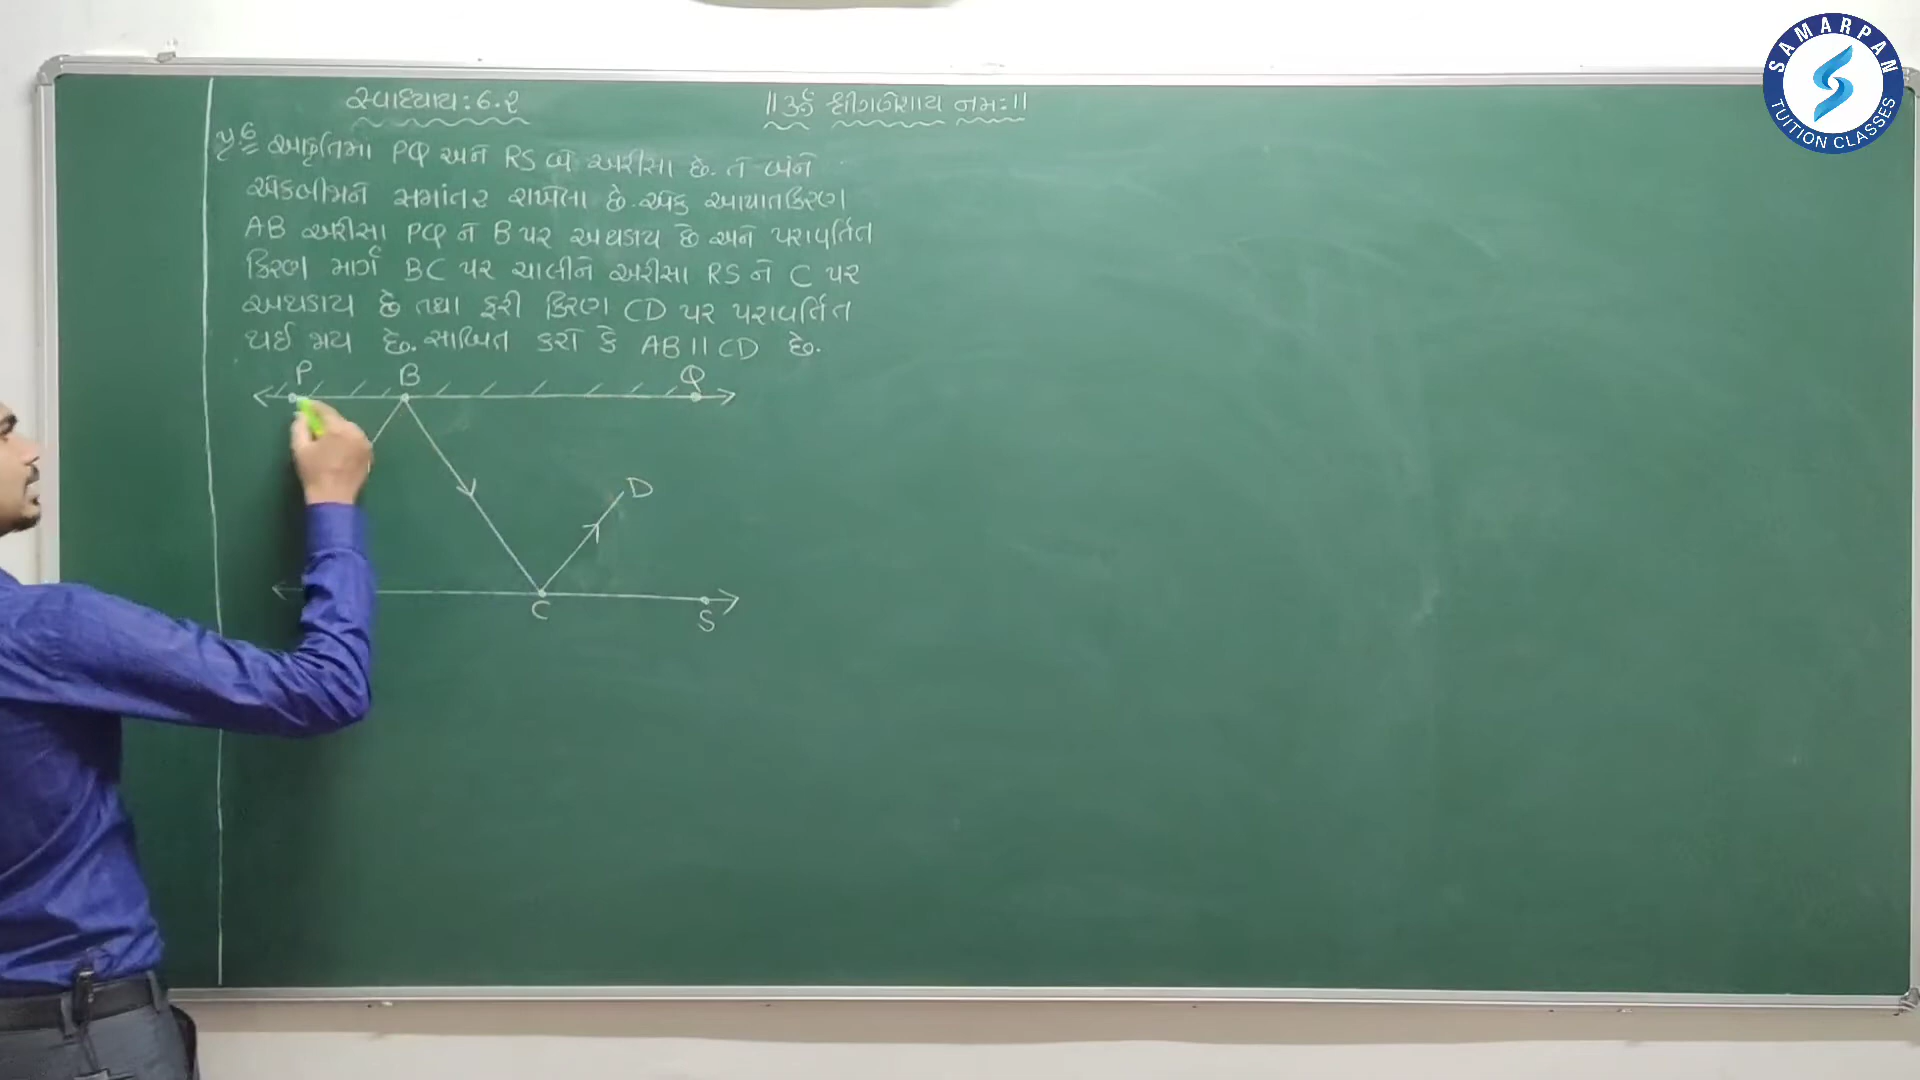 સ્વાધ્યાય: 6.2
॥ ૐ શ્રી ગણેશાય નમઃ ॥
પ્ર.6 આકૃતિમાં PQ અને RS બે અરીસા છે. તે બંને
એકબીજાને સમાંતર રાખેલા છે. એક આપાતકિરણ
AB અરીસા PQ ને B પર અથડાય છે અને પરાવર્તિત
કિરણ માર્ગ BC પર ચાલીને અરીસા RS ને C પર
અથડાય છે તથા ફરી કિરણ CD પર પરાવર્તિત
થઈ જાય છે. સાબિત કરો કે AB || CD છે.
P B Q
D
C S
SAMARPAN
TUITION CLASSES